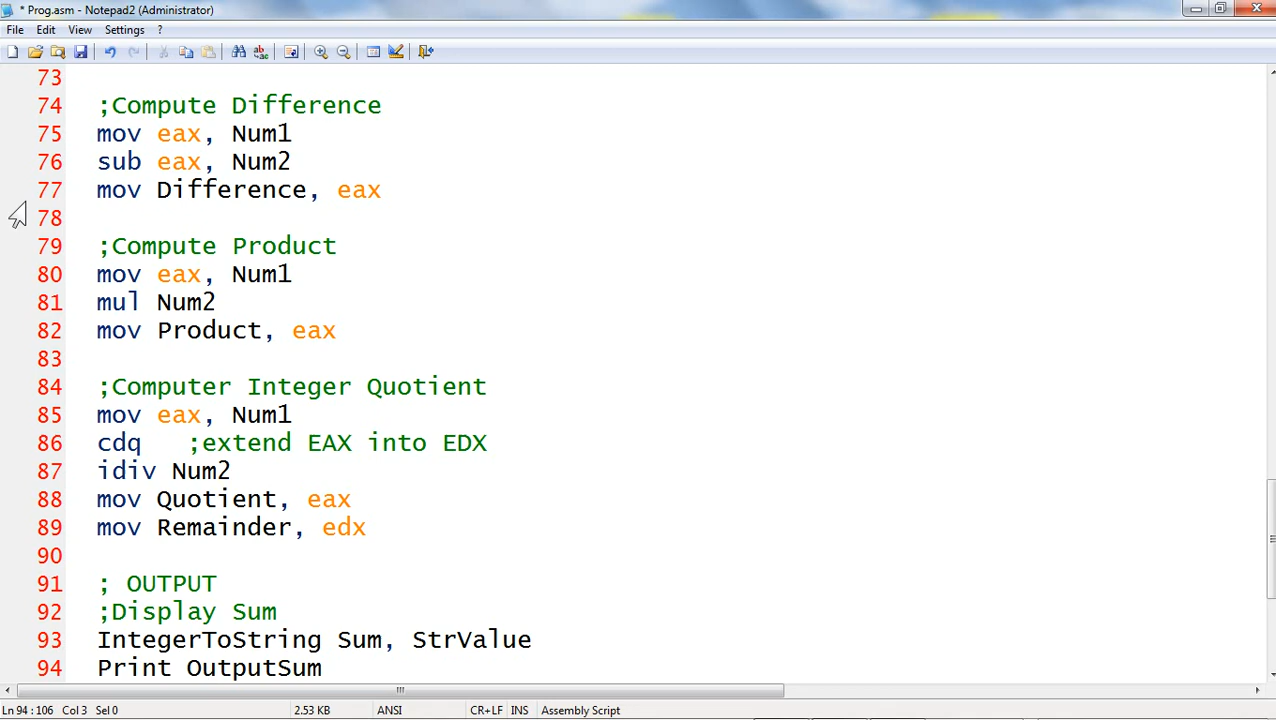 * Prog.asm - Notepad2 (Administrator)
File Edit View Settings ?
73
74 ;Compute Difference
75 mov eax, Num1
76 sub eax, Num2
77 mov Difference, eax
78
79 ;Compute Product
80 mov eax, Num1
81 mul Num2
82 mov Product, eax
83
84 ;Computer Integer Quotient
85 mov eax, Num1
86 cdq ;extend EAX into EDX
87 idiv Num2
88 mov Quotient, eax
89 mov Remainder, edx
90
91 ; OUTPUT
92 ;Display Sum
93 IntegerToString Sum, StrValue
94 Print OutputSum
Ln 94 : 106 Col 3 Sel 0 2.53 KB ANSI CR+LF INS Assembly Script